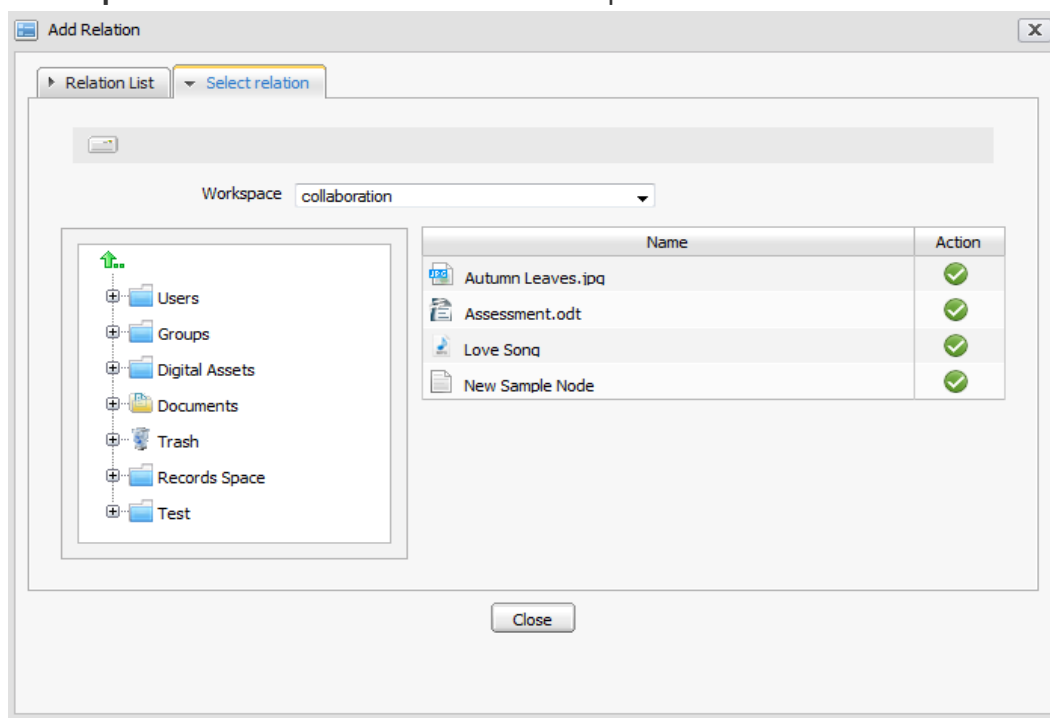 Add Relation
Relation List
Select relation
Workspace collaboration
Name Action
Users
Groups
Digital Assets
Documents
Trash
Records Space
Test
JPG
Autumn Leaves.jpg
Assessment.odt
Love Song
New Sample Node
Close